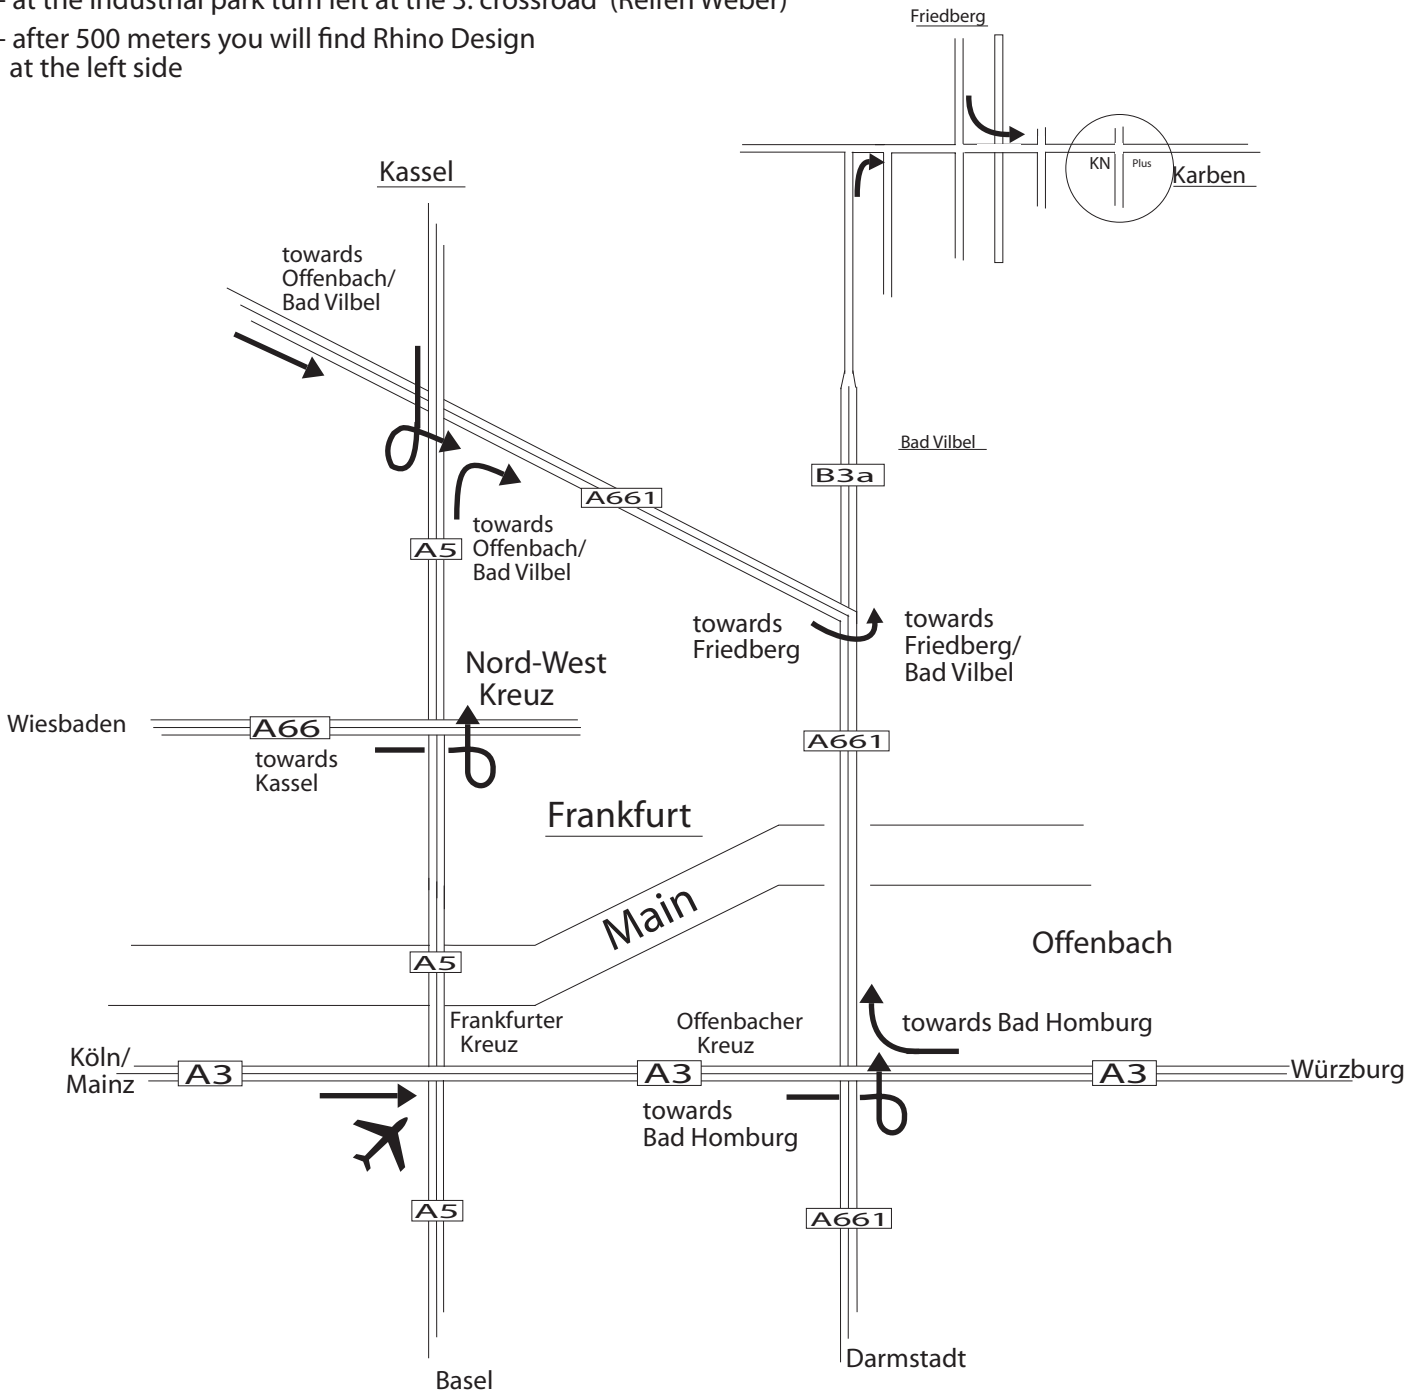 - at the industrial park turn left at the 3. crossroad (Reifen Weber)
- after 500 meters you will find Rhino Design
at the left side
Friedberg
KN
Plus
Karben
Kassel
towards
Offenbach/
Bad Vilbel
Bad Vilbel
B3a
A661
A5
towards
Offenbach/
Bad Vilbel
towards
Friedberg
towards
Friedberg/
Bad Vilbel
Nord-West
Kreuz
Wiesbaden
A66
towards
Kassel
A661
Frankfurt
Main
Offenbach
A5
Frankfurter
Kreuz
Offenbacher
Kreuz
towards Bad Homburg
Köln/
Mainz
A3
A3
A3
Würzburg
towards
Bad Homburg
A5
A661
Darmstadt
Basel